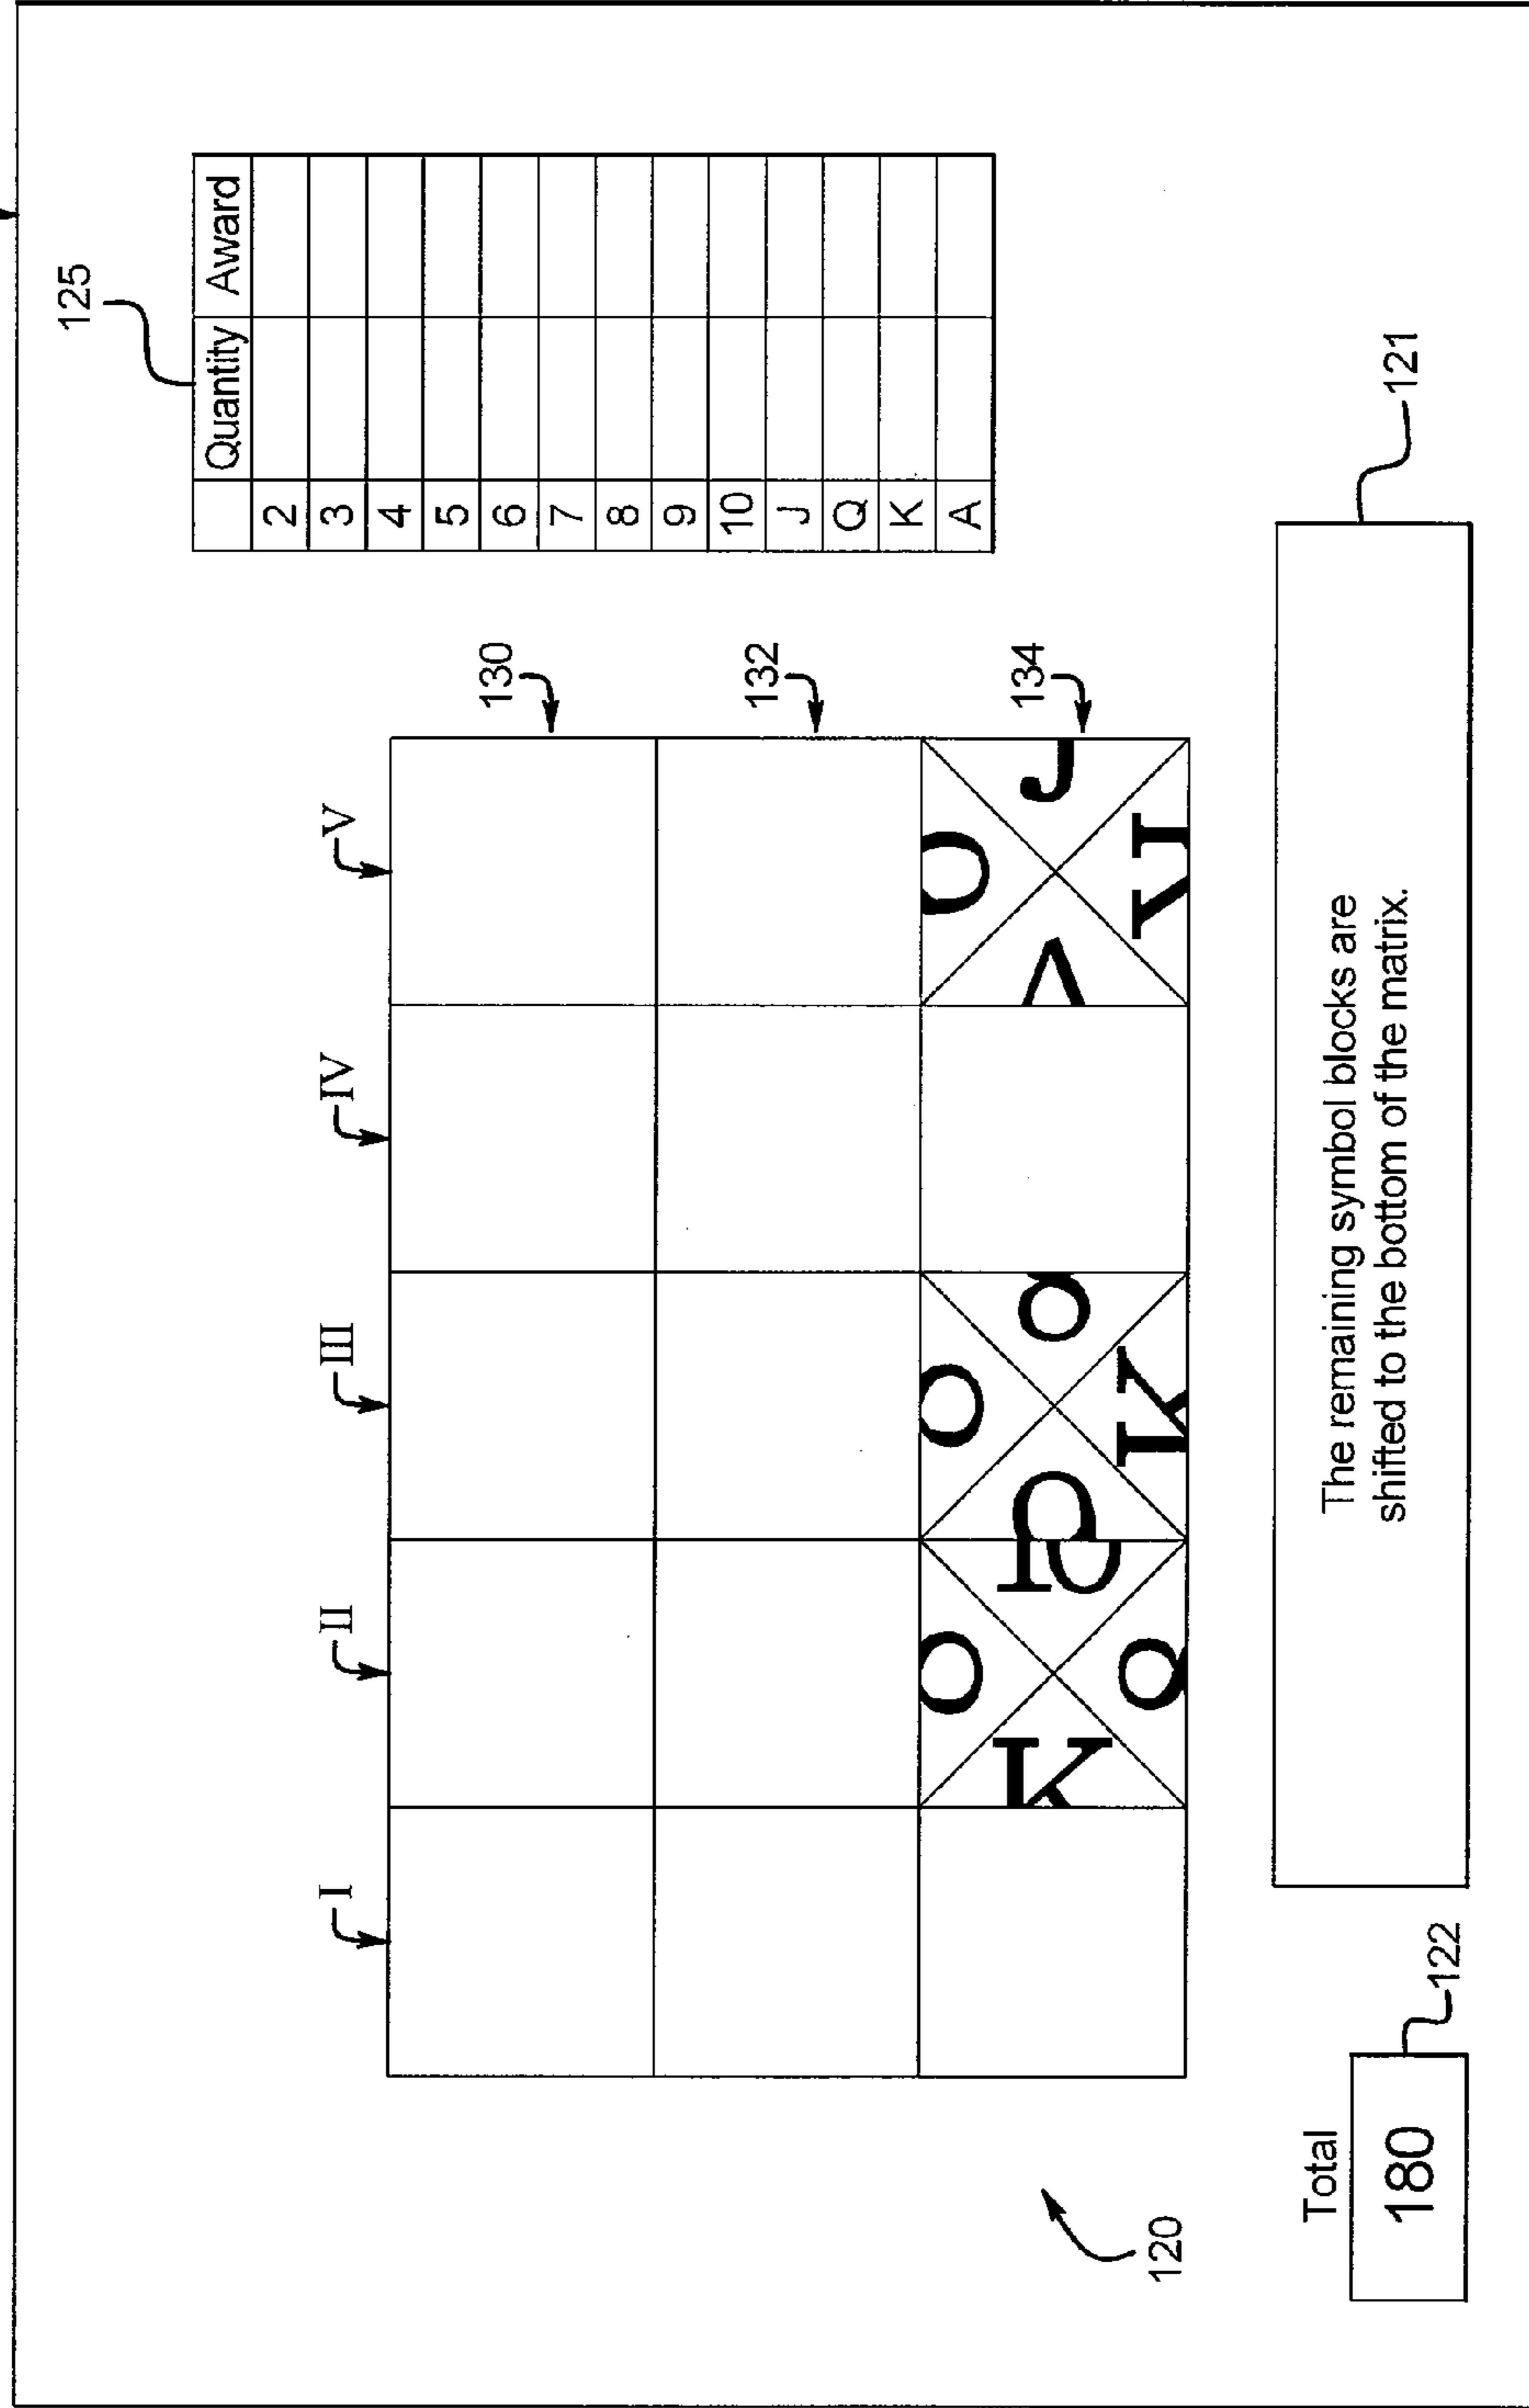 125
Quantity Award
2
3
4
5
6
7
8
9
10
J
Q
K
A
I II III IV V
130
132
134
K
J
K
120
Total
180
122
The remaining symbol blocks are
shifted to the bottom of the matrix.
121